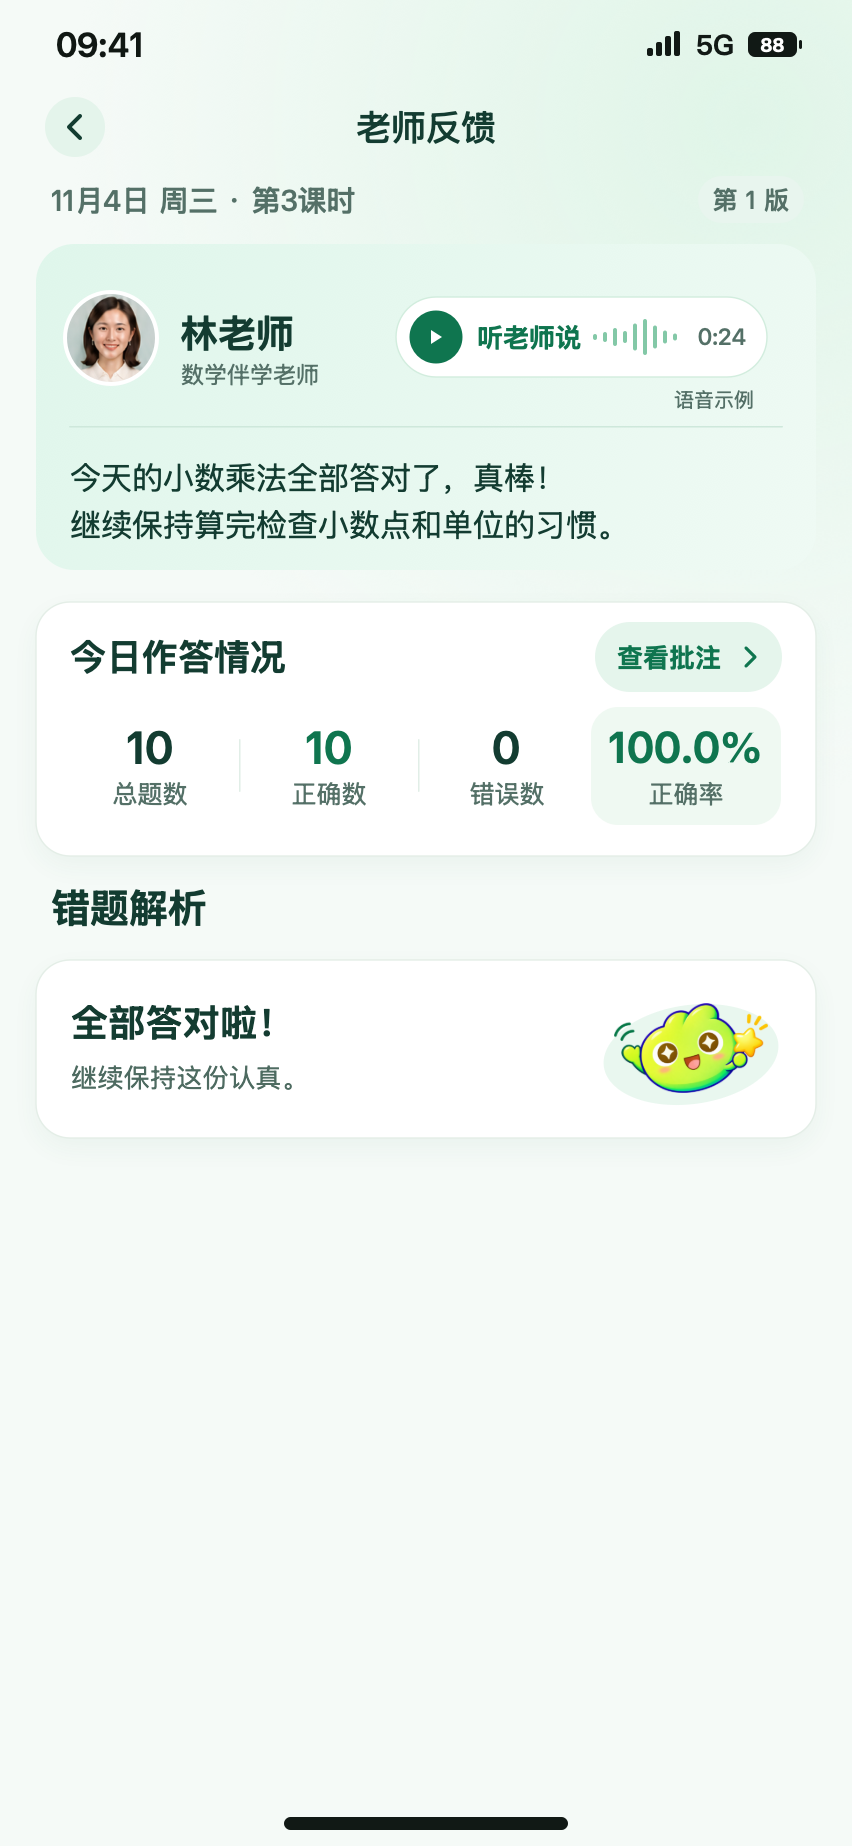 09:41
5G 88
老师反馈
11月4日 周三 · 第3课时
第 1 版
林老师
数学伴学老师
听老师说 0:24
语音示例
今天的小数乘法全部答对了，真棒！
继续保持算完检查小数点和单位的习惯。
今日作答情况
查看批注
10 10 0 100.0%
总题数 正确数 错误数 正确率
错题解析
全部答对啦！
继续保持这份认真。